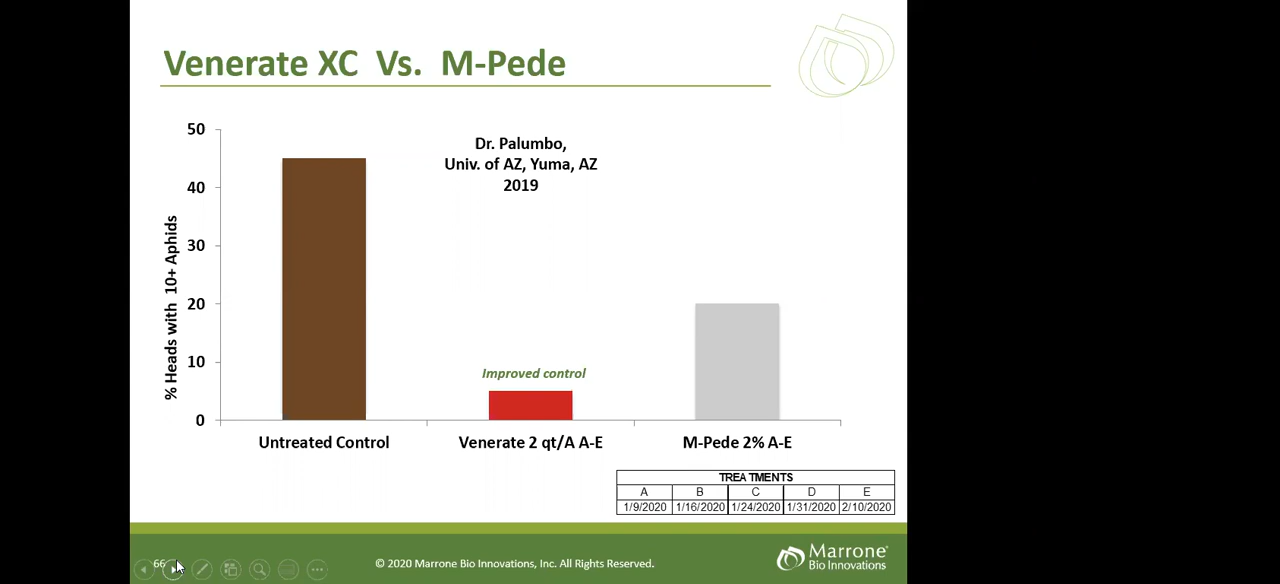 Venerate XC Vs. M-Pede
Dr. Palumbo,
Univ. of AZ, Yuma, AZ
2019
% Heads with 10+ Aphids
50
40
30
20
10
0
Improved control
Untreated Control
Venerate 2 qt/A A-E
M-Pede 2% A-E
TREATMENTS
A B C D E
1/9/2020 1/16/2020 1/24/2020 1/31/2020 2/10/2020
66
© 2020 Marrone Bio Innovations, Inc. All Rights Reserved.
Marrone®
Bio Innovations